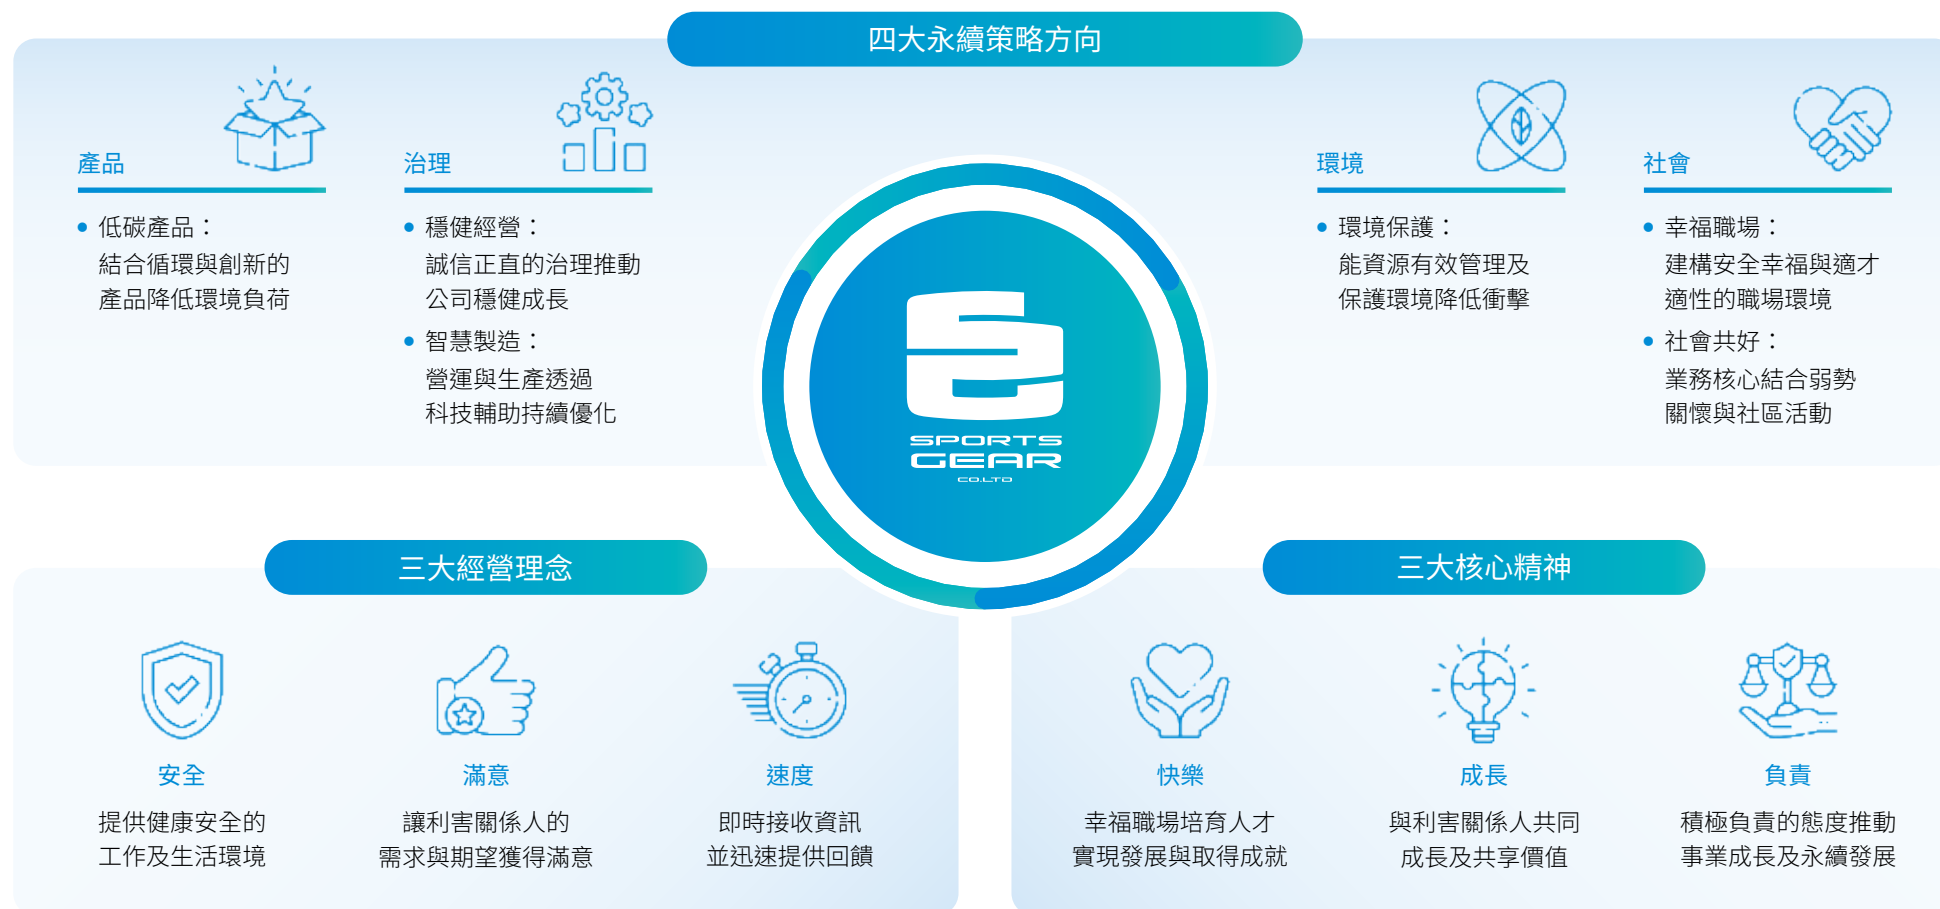 四大永續策略方向
產品
• 低碳產品：
結合循環與創新的
產品降低環境負荷
治理
• 穩健經營：
誠信正直的治理推動
公司穩健成長
• 智慧製造：
營運與生產透過
科技輔助持續優化
環境
• 環境保護：
能資源有效管理及
保護環境降低衝擊
社會
• 幸福職場：
建構安全幸福與適才
適性的職場環境
• 社會共好：
業務核心結合弱勢
關懷與社區活動
SPORTS
GEAR
CO.LTD
三大經營理念
安全
提供健康安全的
工作及生活環境
滿意
讓利害關係人的
需求與期望獲得滿意
速度
即時接收資訊
並迅速提供回饋
三大核心精神
快樂
幸福職場培育人才
實現發展與取得成就
成長
與利害關係人共同
成長及共享價值
負責
積極負責的態度推動
事業成長及永續發展